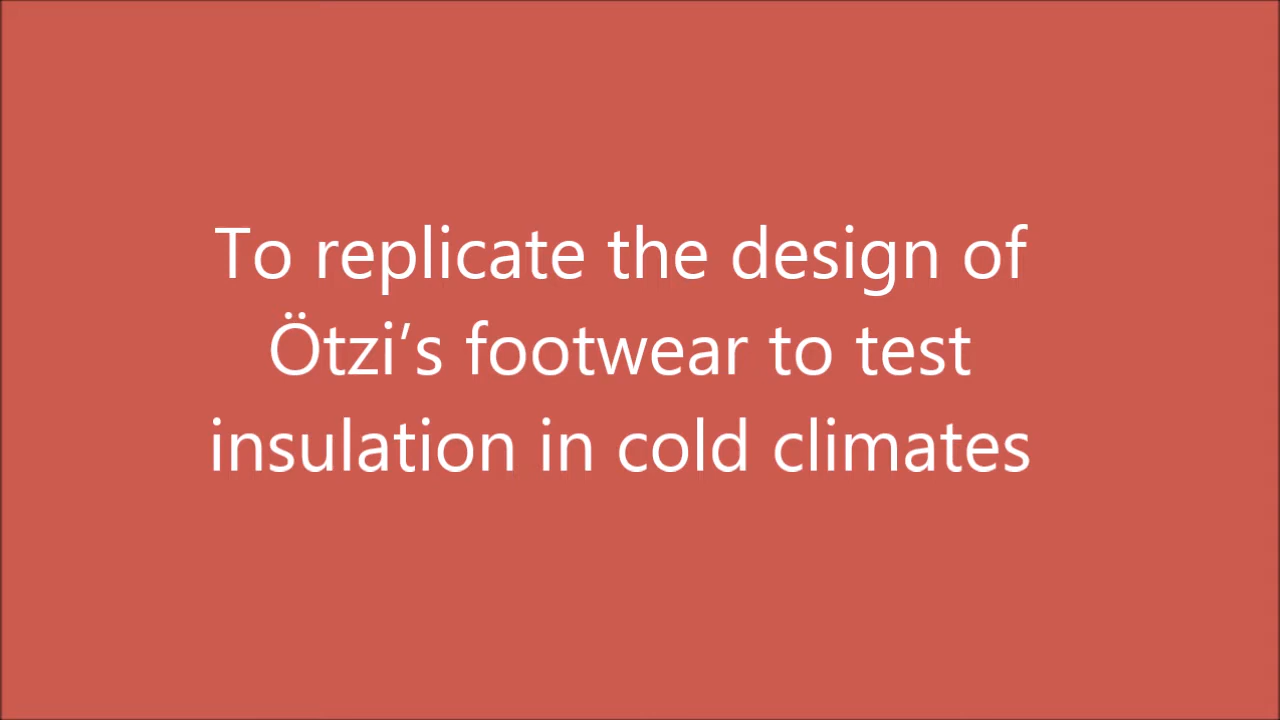 To replicate the design of
Ötzi’s footwear to test
insulation in cold climates